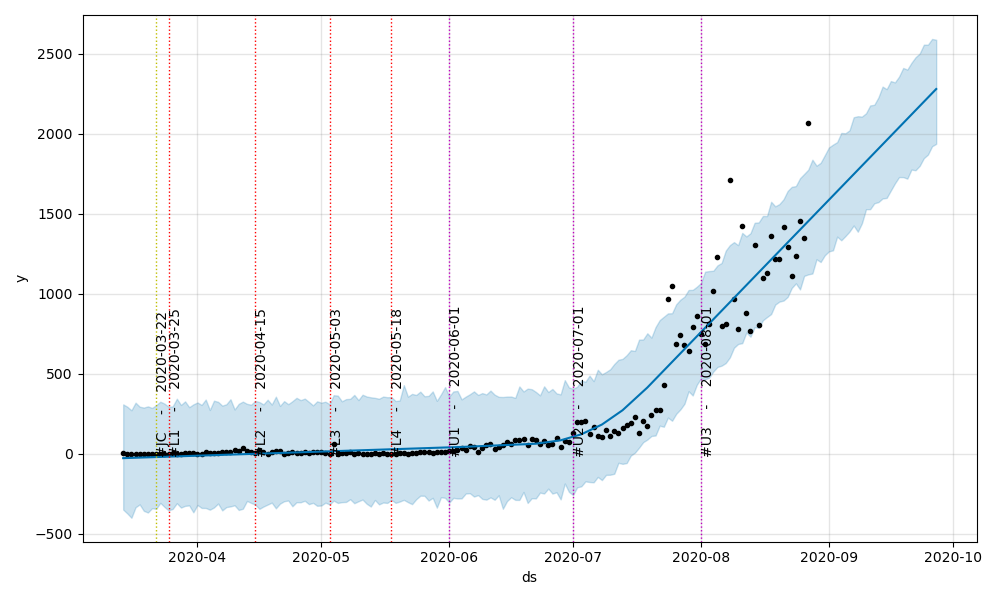 2500
2000
1500
1000
500
0
−500
y
#JC - 2020-03-22
#L1 - 2020-03-25
#L2 - 2020-04-15
#L3 - 2020-05-03
#L4 - 2020-05-18
#U1 - 2020-06-01
#U2 - 2020-07-01
#U3 - 2020-08-01
2020-04 2020-05 2020-06 2020-07 2020-08 2020-09 2020-10
ds